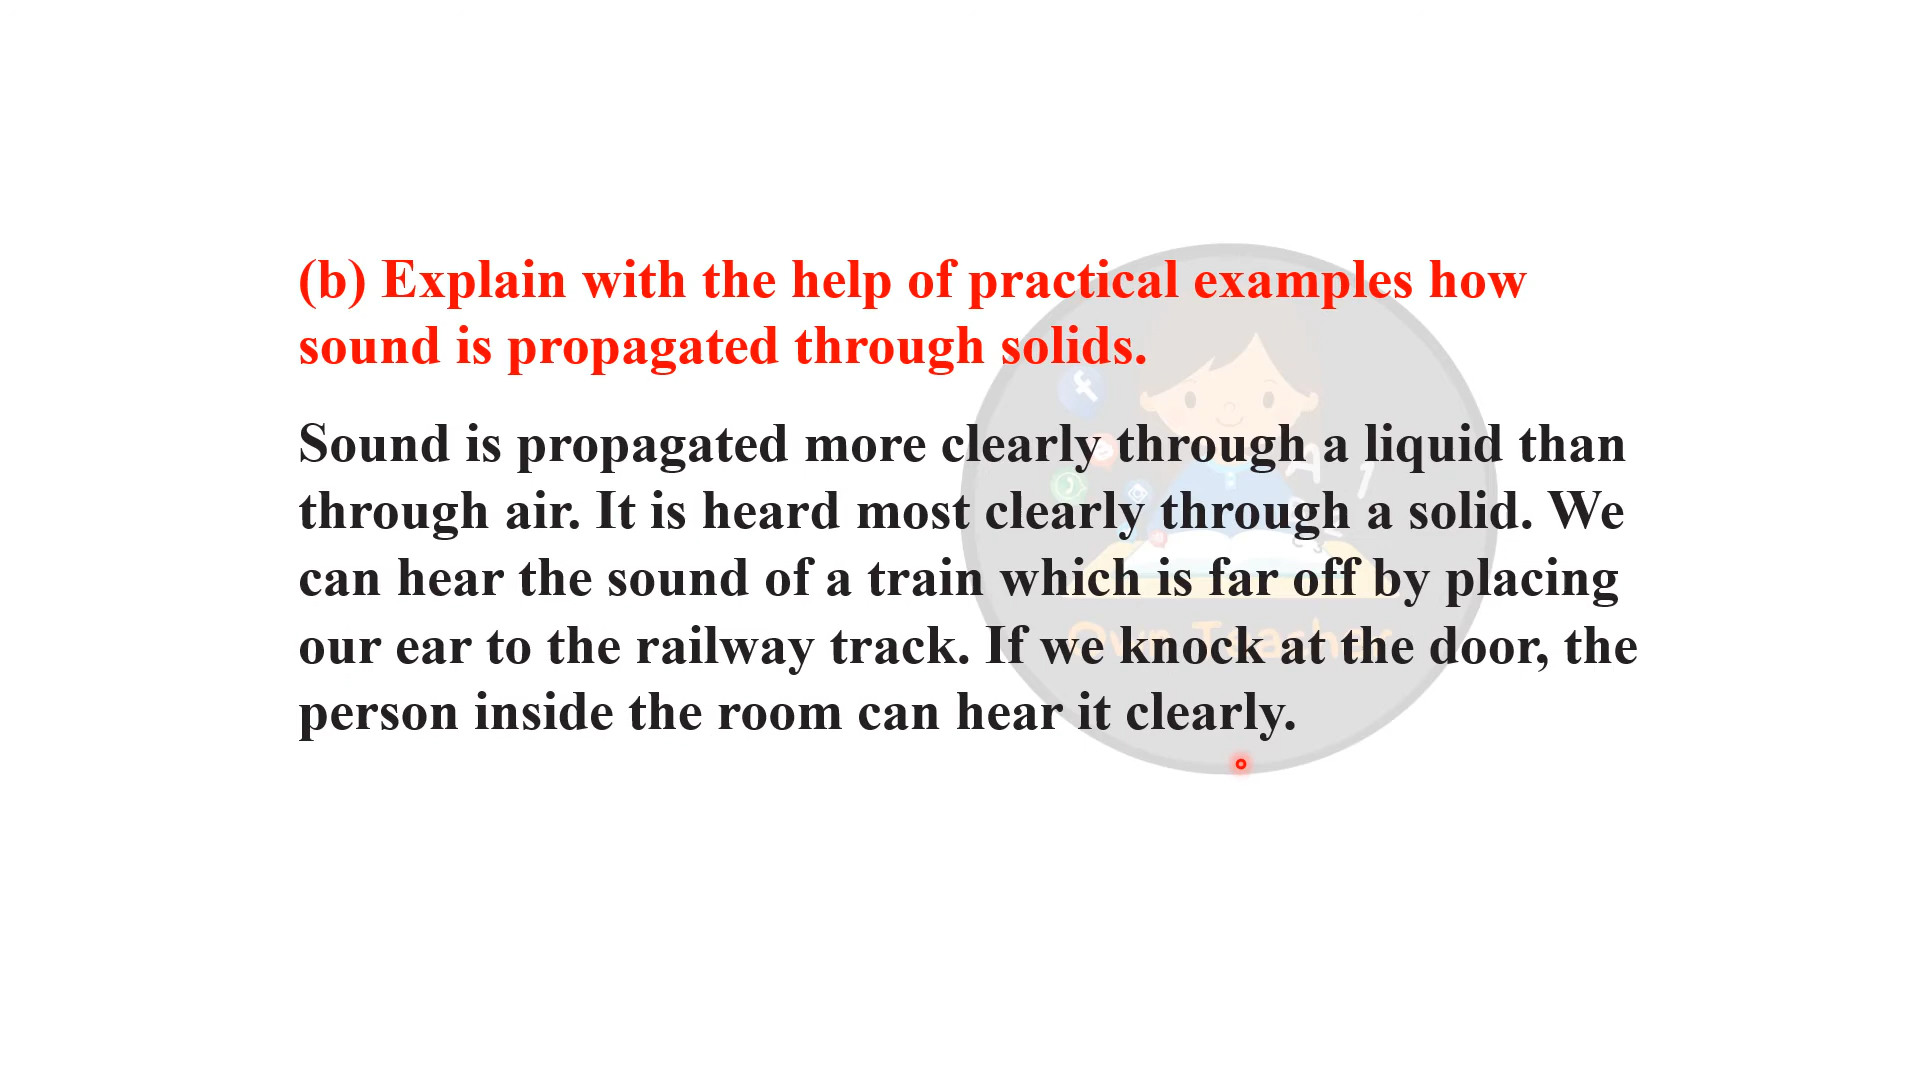 (b) Explain with the help of practical examples how
sound is propagated through solids.
Sound is propagated more clearly through a liquid than
through air. It is heard most clearly through a solid. We
can hear the sound of a train which is far off by placing
our ear to the railway track. If we knock at the door, the
person inside the room can hear it clearly.
A 1
Own Teacher